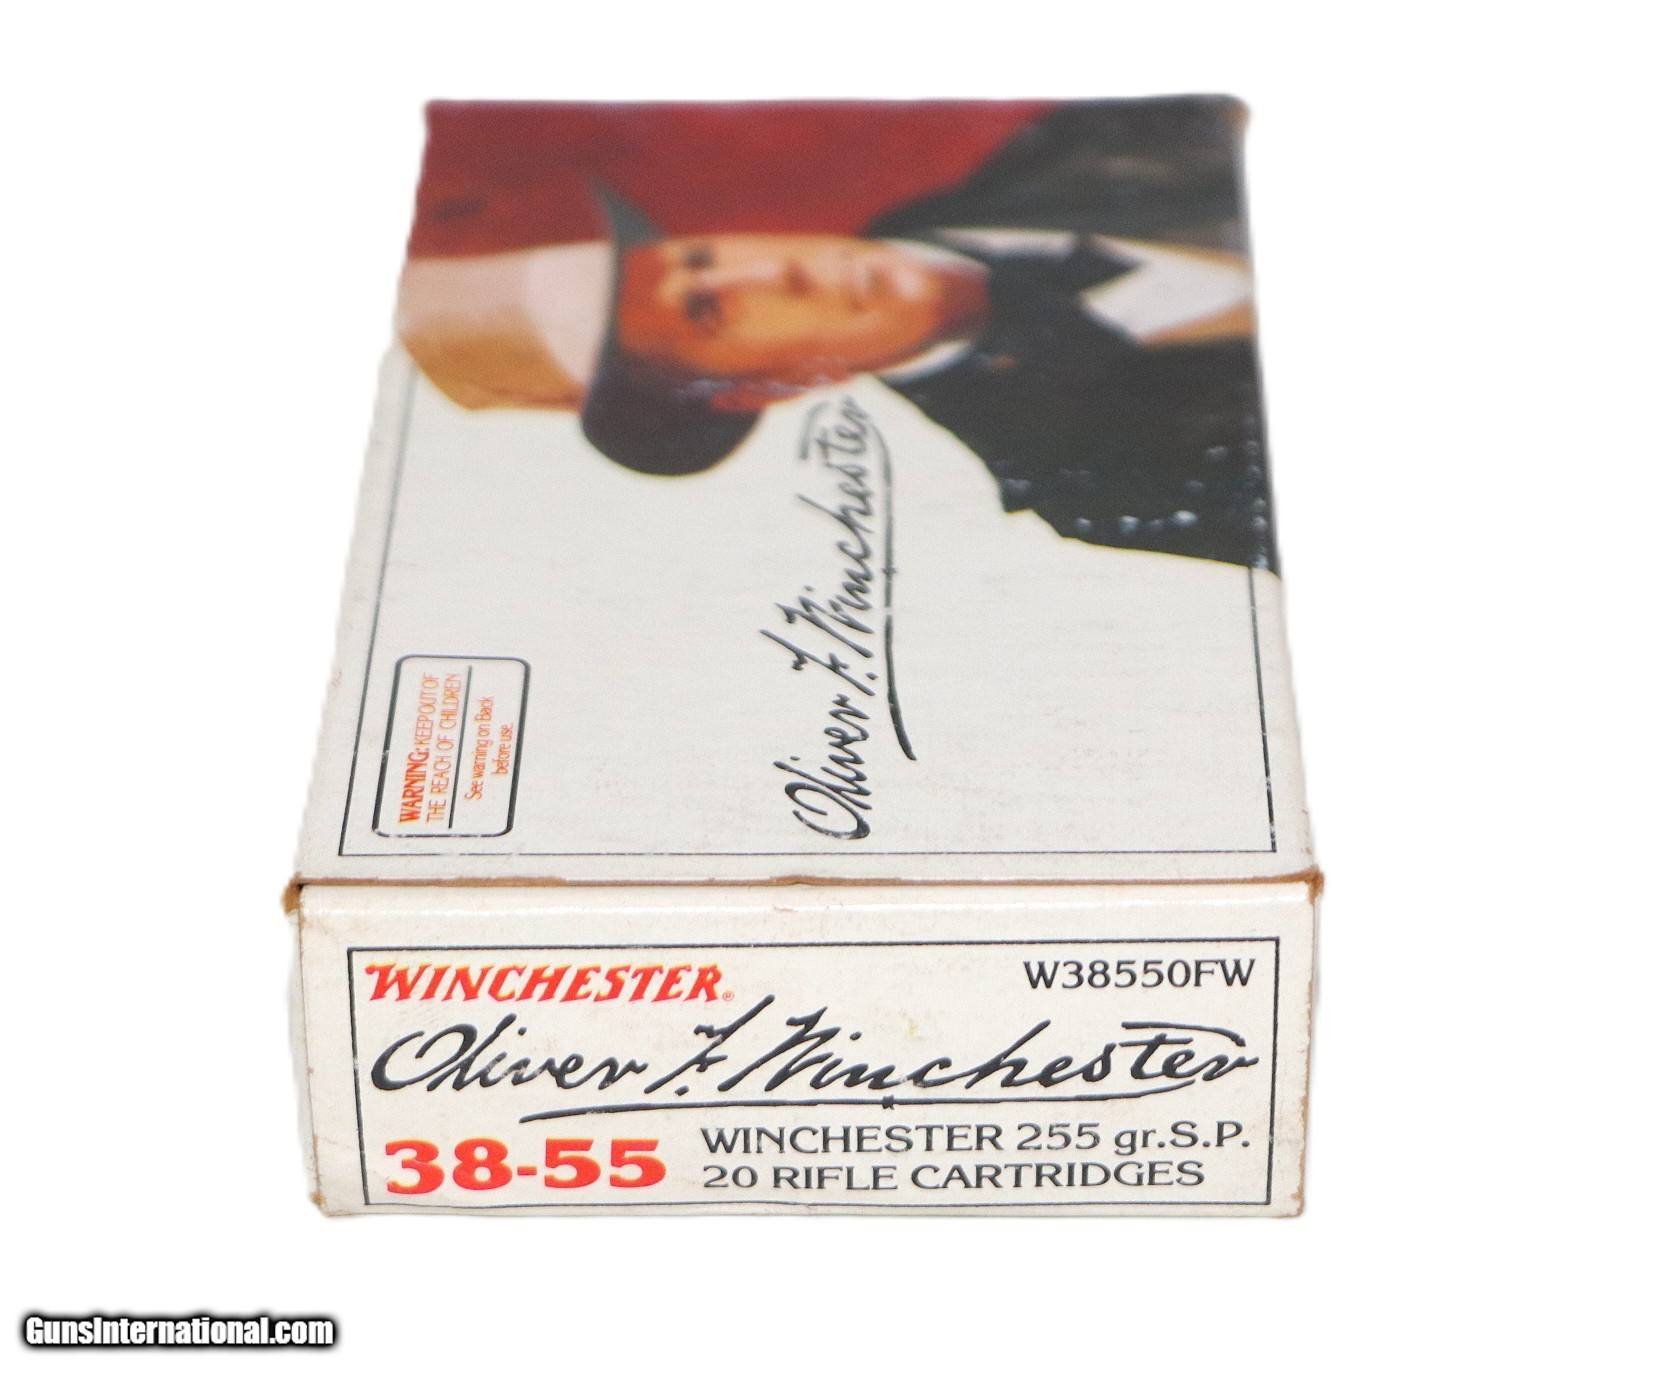 Oliver F. Winchester
WARNING: KEEP OUT OF
THE REACH OF CHILDREN
See warning on Back
before use.
WINCHESTER®
W38550FW
Oliver F. Winchester
38-55
WINCHESTER 255 gr.S.P.
20 RIFLE CARTRIDGES
GunsInternational.com